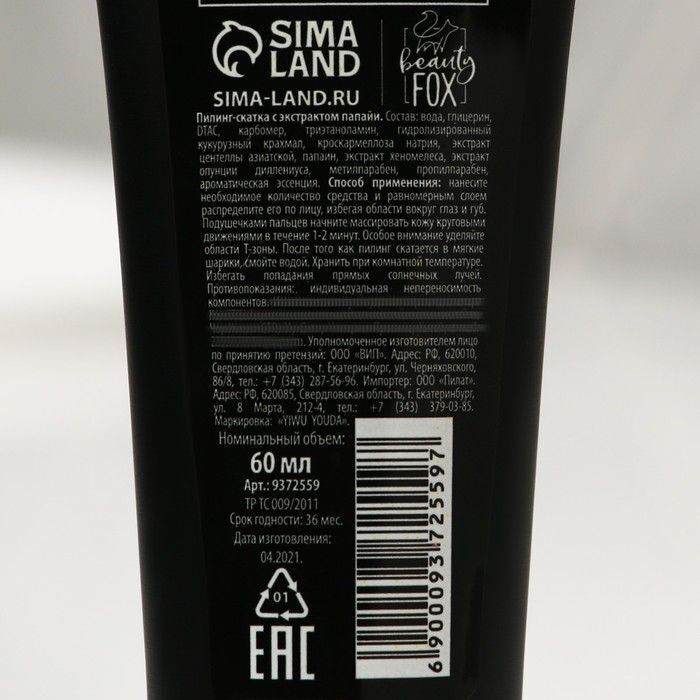 SIMA
LAND
beauty
FOX
SIMA-LAND.RU
Пилинг-скатка с экстрактом папайи. Состав: вода, глицерин,
DTAC, карбомер, триэтаноламин, гидролизированный
кукурузный крахмал, кроскармеллоза натрия, экстракт
центеллы азиатской, папаин, экстракт хеномелеса, экстракт
опунции диллениуса, метилпарабен, пропилпарабен,
ароматическая эссенция. Способ применения: нанесите
необходимое количество средства и равномерным слоем
распределите его по лицу, избегая области вокруг глаз и губ.
Подушечками пальцев начните массировать кожу круговыми
движениями в течение 1-2 минут. Особое внимание уделяйте
области Т-зоны. После того как пилинг скатается в мягкие
шарики, смойте водой. Хранить при комнатной температуре.
Избегать попадания прямых солнечных лучей.
Противопоказания: индивидуальная непереносимость
компонентов.
Уполномоченное изготовителем лицо
по принятию претензий: ООО «ВИП». Адрес: РФ, 620010,
Свердловская область, г. Екатеринбург, ул. Черняховского,
86/8, тел.: +7 (343) 287-56-96. Импортер: ООО «Пилат».
Адрес: РФ, 620085, Свердловская область, г. Екатеринбург,
ул. 8 Марта, 212-4, тел.: +7 (343) 379-03-85.
Маркировка: «YIWU YOUDA».
Номинальный объем:
60 мл
Арт.: 9372559
ТР ТС 009/2011
Срок годности: 36 мес.
Дата изготовления:
04.2021.
01
EAC
6900093725597